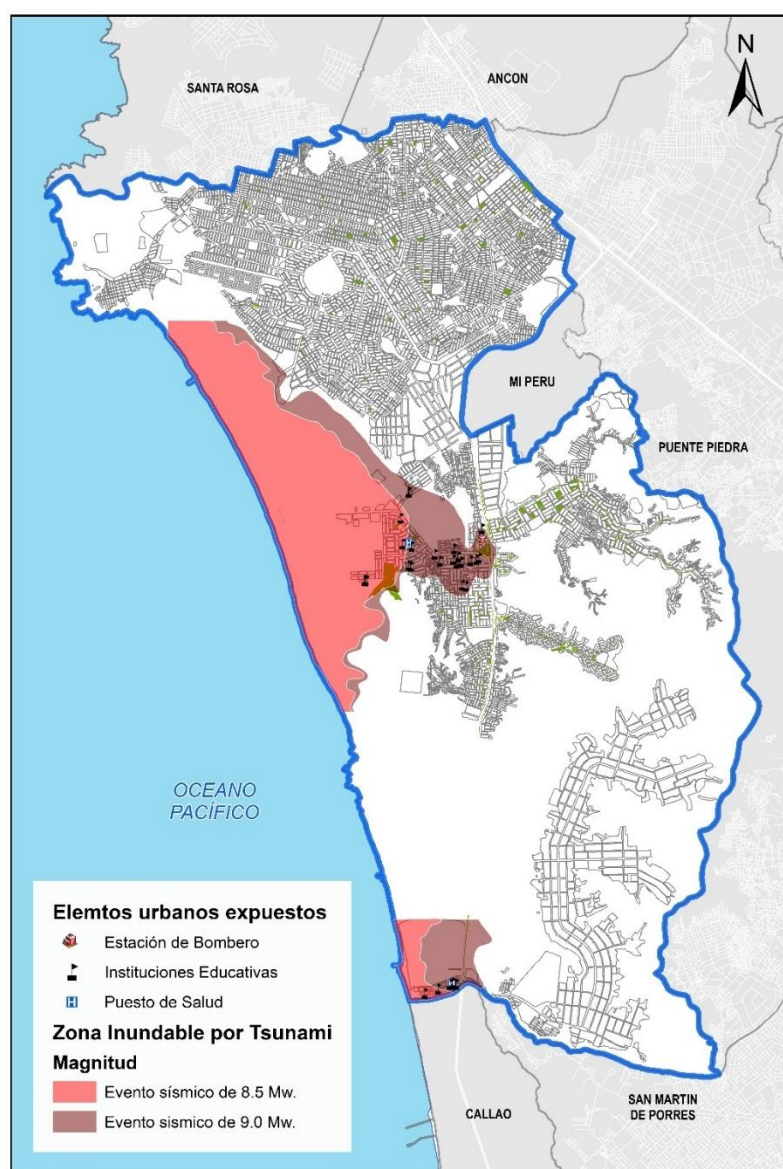 N
ANCON
SANTA ROSA
MI PERU
PUENTE PIEDRA
OCEANO
PACÍFICO
Elemtos urbanos expuestos
Estación de Bombero
Instituciones Educativas
H Puesto de Salud
Zona Inundable por Tsunami
Magnitud
Evento sísmico de 8.5 Mw.
Evento sismico de 9.0 Mw.
CALLAO
SAN MARTIN
DE PORRES